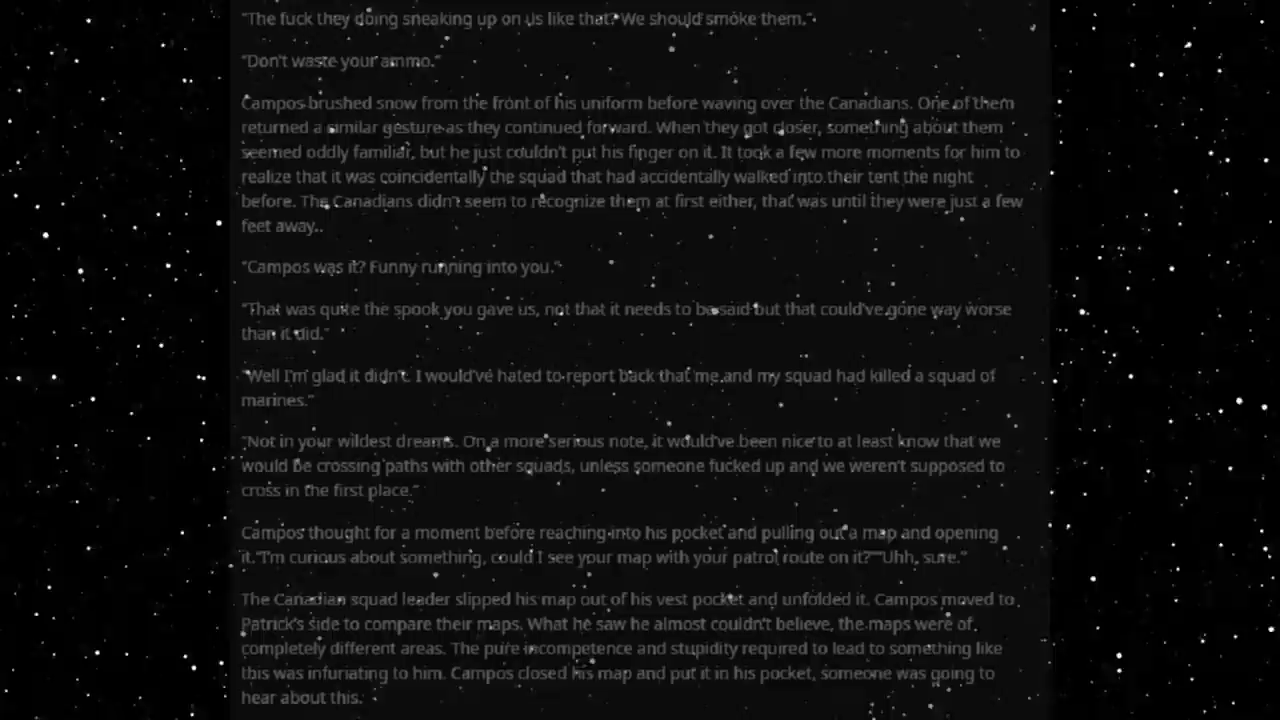 "The fuck they doing sneaking up on us like that? We should smoke them."
"Don't waste your ammo."
Campos brushed snow from the front of his uniform before waving over the Canadians. One of them
returned a similar gesture as they continued forward. When they got closer, something about them
seemed oddly familiar, but he just couldn't put his finger on it. It took a few more moments for him to
realize that it was coincidentally the squad that had accidentally walked into their tent the night
before. The Canadians didn't seem to recognize them at first either, that was until they were just a few
feet away..
"Campos was it? Funny running into you."
"That was quite the spook you gave us, not that it needs to be said but that could've gone way worse
than it did."
"Well I'm glad it didn't. I would've hated to report back that me and my squad had killed a squad of
marines."
"Not in your wildest dreams. On a more serious note, it would've been nice to at least know that we
would be crossing paths with other squads, unless someone fucked up and we weren't supposed to
cross in the first place."
Campos thought for a moment before reaching into his pocket and pulling out a map and opening
it."I'm curious about something, could I see your map with your patrol route on it?""Uhh, sure."
The Canadian squad leader slipped his map out of his vest pocket and unfolded it. Campos moved to
Patrick's side to compare their maps. What he saw he almost couldn't believe, the maps were of
completely different areas. The pure incompetence and stupidity required to lead to something like
this was infuriating to him. Campos closed his map and put it in his pocket, someone was going to
hear about this.